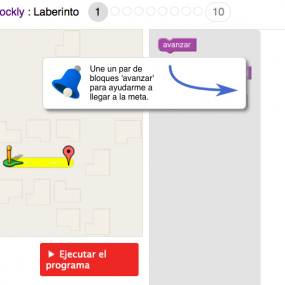 ockly : Laberinto 1 10
avanzar
Une un par de
bloques 'avanzar'
para ayudarme a
llegar a la meta.
Ejecutar el
programa